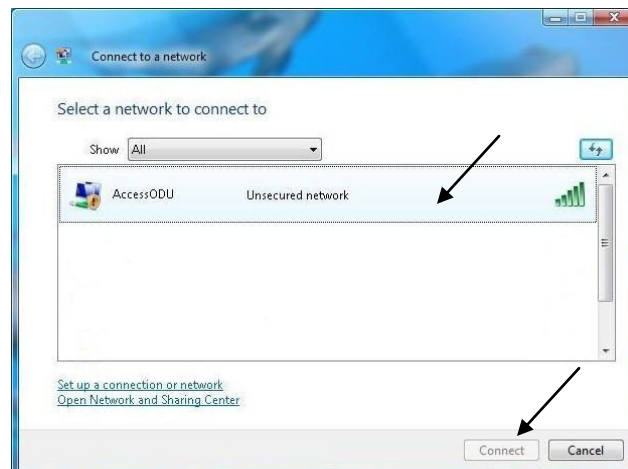 Connect to a network
Select a network to connect to
Show All
AccessODU Unsecured network
Set up a connection or network
Open Network and Sharing Center
Connect Cancel